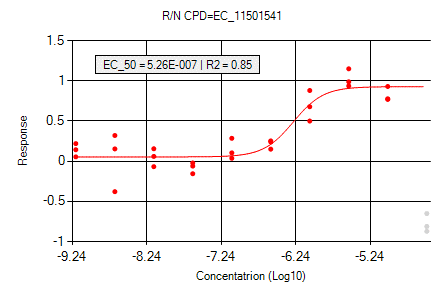 R/N CPD=EC_11501541
EC_50 = 5.26E-007 | R2 = 0.85
1.5
1
0.5
0
-0.5
-1
Response
-9.24 -8.24 -7.24 -6.24 -5.24
Concentatrion (Log10)